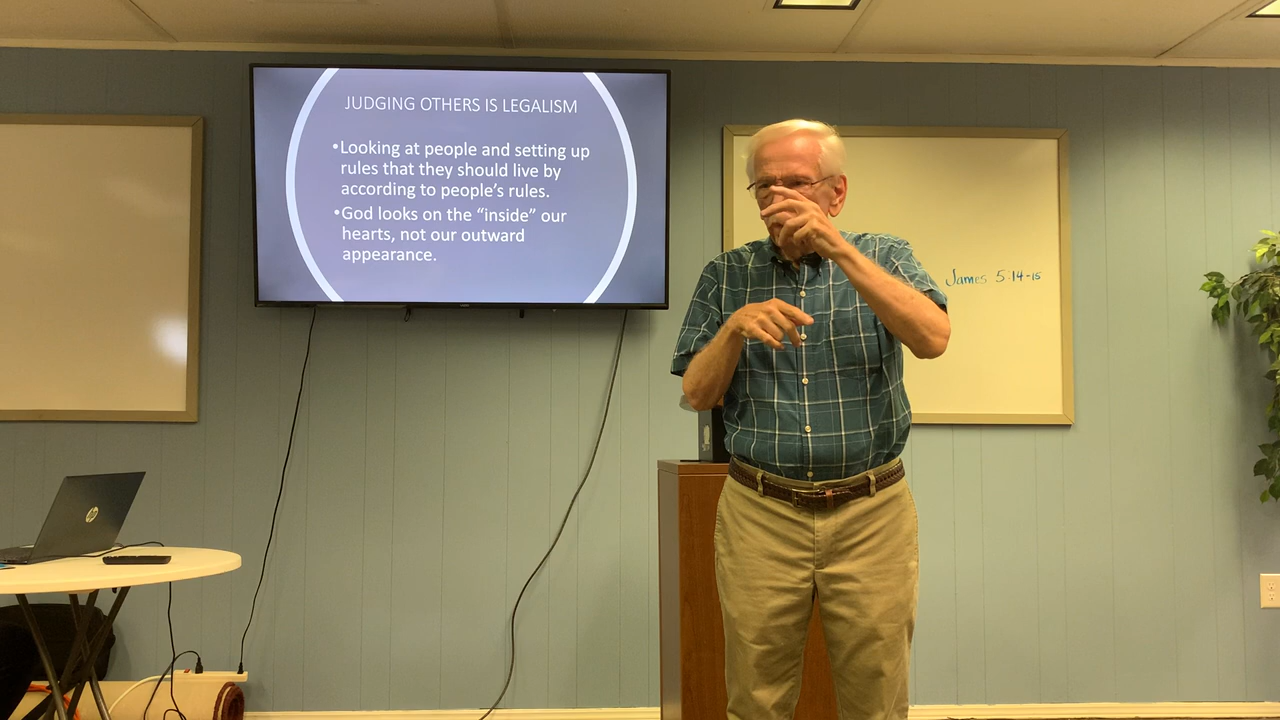 JUDGING OTHERS IS LEGALISM
•Looking at people and setting up
rules that they should live by
according to people's rules.
•God looks on the “inside” our
hearts, not our outward
appearance.
James 5:14-15
hp